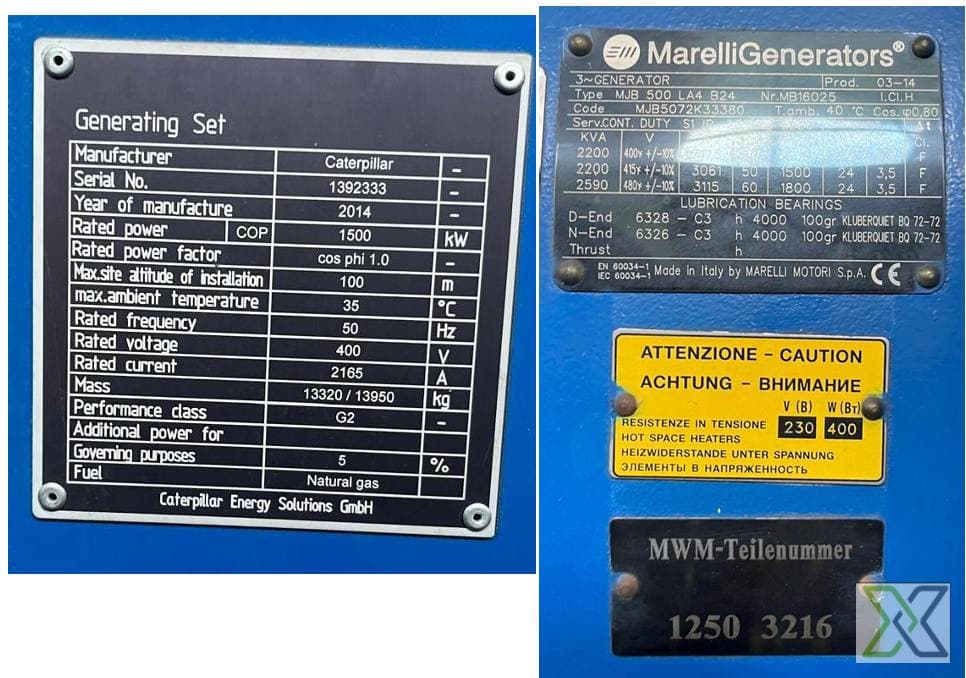 Generating Set
Manufacturer Caterpillar –
Serial No. 1392333 –
Year of manufacture 2014 –
Rated power COP 1500 kW
Rated power factor cos phi 1.0 –
Max.site altitude of installation 100 m
max.ambient temperature 35 °C
Rated frequency 50 Hz
Rated voltage 400 V
Rated current 2165 A
Mass 13320 / 13950 kg
Performance class G2 –
Additional power for
Governing purposes 5 %
Fuel Natural gas
Caterpillar Energy Solutions GmbH
MarelliGenerators®
3~GENERATOR Prod. 03-14
Type MJB 500 LA4 B24 Nr.MB16025 I.Cl.H
Code MJB5072K33380 T.amb. 40 °C Cos.φ0,80
Serv.CONT. DUTY S1 Δt
KVA V Cl.
2200 400Y +/-10% F
2200 415Y +/-10% 3061 50 1500 24 3,5 F
2590 480Y +/-10% 3115 60 1800 24 3,5 F
LUBRICATION BEARINGS
D-End 6328 - C3 h 4000 100gr KLUBERQUIET BQ 72-72
N-End 6326 - C3 h 4000 100gr KLUBERQUIET BQ 72-72
Thrust h
EN 60034-1
IEC 60034-1 Made in Italy by MARELLI MOTORI S.p.A. CE
ATTENZIONE - CAUTION
ACHTUNG - ВНИМАНИЕ
V (В) W (Вт)
230 400
RESISTENZE IN TENSIONE
HOT SPACE HEATERS
HEIZWIDERSTANDE UNTER SPANNUNG
ЭЛЕМЕНТЫ В НАПРЯЖЕННОСТЬ
MWM-Teilenummer
1250 3216